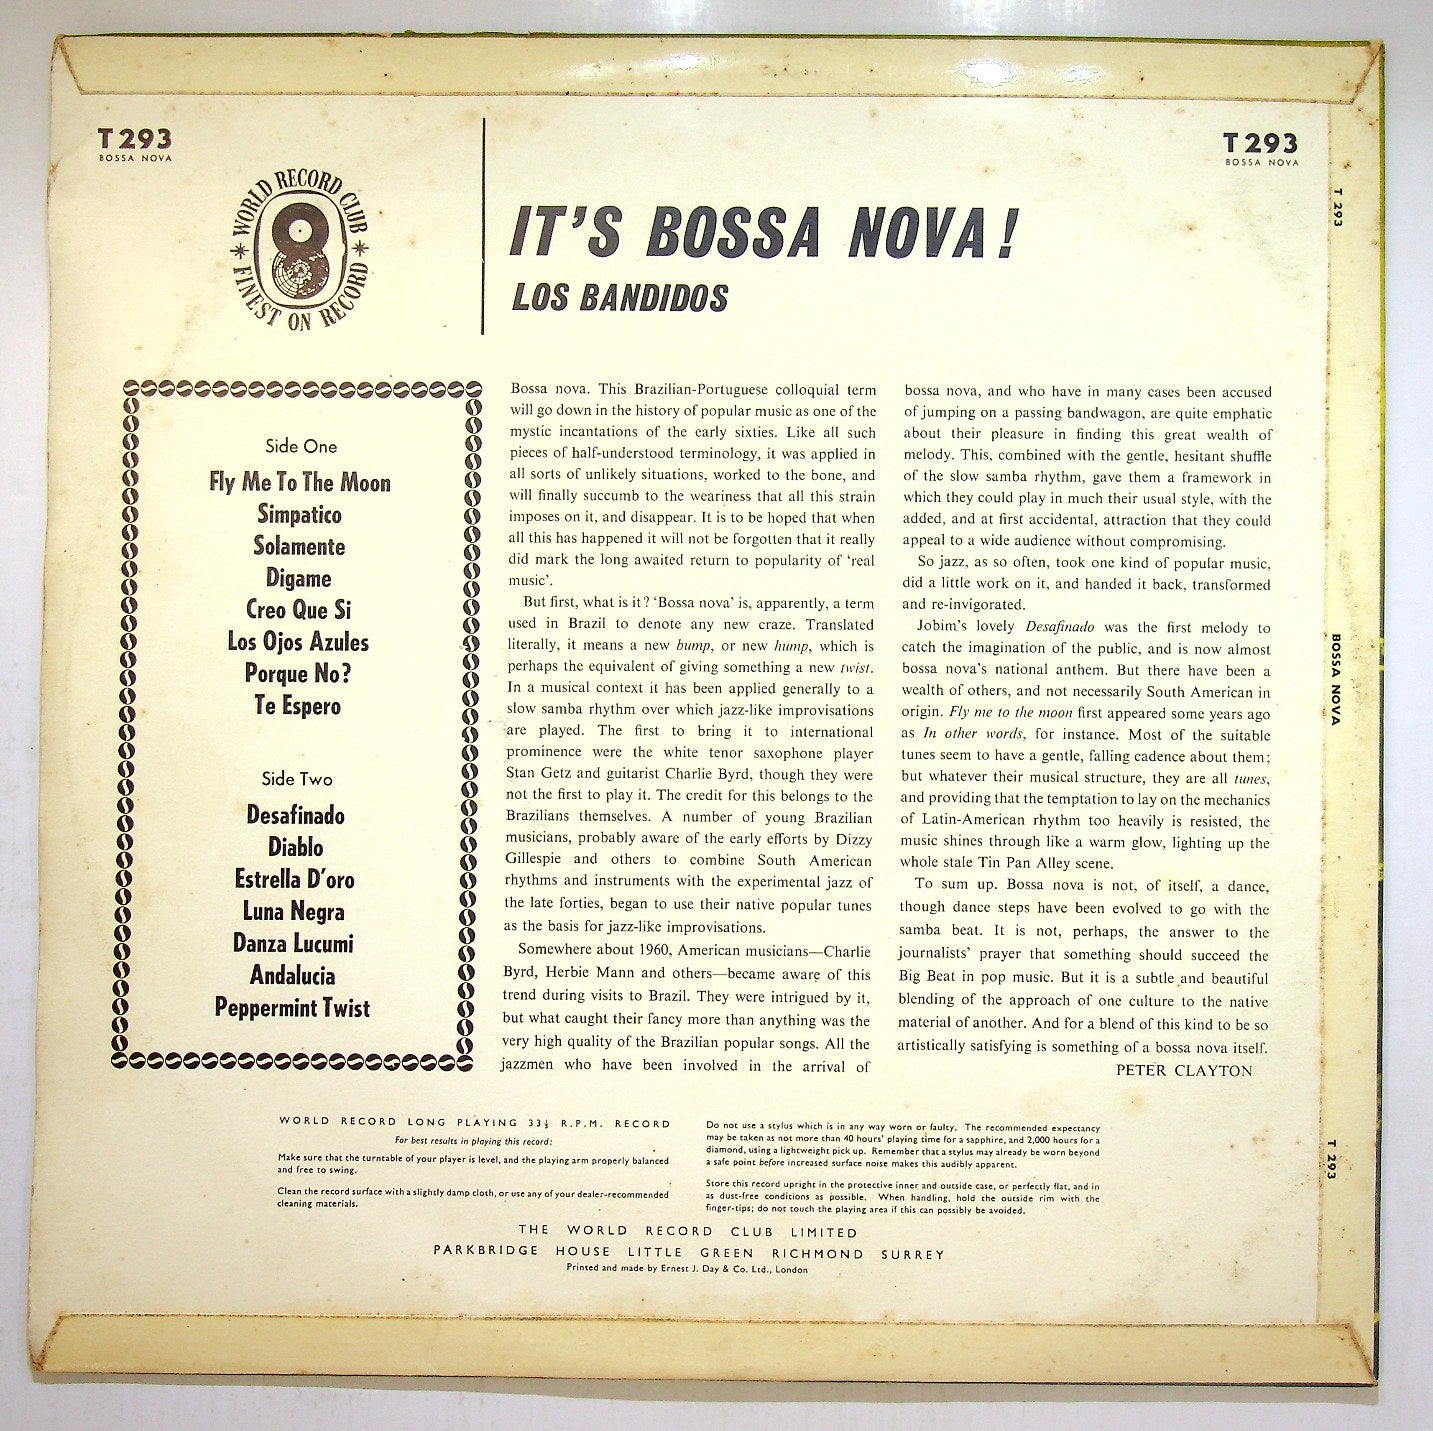 T 293
BOSSA NOVA
T 293
BOSSA NOVA
WORLD RECORD CLUB
FINEST ON RECORD
IT'S BOSSA NOVA!
LOS BANDIDOS
Side One
Fly Me To The Moon
Simpatico
Solamente
Digame
Creo Que Si
Los Ojos Azules
Porque No?
Te Espero
Side Two
Desafinado
Diablo
Estrella D'oro
Luna Negra
Danza Lucumi
Andalucia
Peppermint Twist
Bossa nova. This Brazilian-Portuguese colloquial term
will go down in the history of popular music as one of the
mystic incantations of the early sixties. Like all such
pieces of half-understood terminology, it was applied in
all sorts of unlikely situations, worked to the bone, and
will finally succumb to the weariness that all this strain
imposes on it, and disappear. It is to be hoped that when
all this has happened it will not be forgotten that it really
did mark the long awaited return to popularity of 'real
music'.
But first, what is it? 'Bossa nova' is, apparently, a term
used in Brazil to denote any new craze. Translated
literally, it means a new bump, or new hump, which is
perhaps the equivalent of giving something a new twist.
In a musical context it has been applied generally to a
slow samba rhythm over which jazz-like improvisations
are played. The first to bring it to international
prominence were the white tenor saxophone player
Stan Getz and guitarist Charlie Byrd, though they were
not the first to play it. The credit for this belongs to the
Brazilians themselves. A number of young Brazilian
musicians, probably aware of the early efforts by Dizzy
Gillespie and others to combine South American
rhythms and instruments with the experimental jazz of
the late forties, began to use their native popular tunes
as the basis for jazz-like improvisations.
Somewhere about 1960, American musicians—Charlie
Byrd, Herbie Mann and others—became aware of this
trend during visits to Brazil. They were intrigued by it,
but what caught their fancy more than anything was the
very high quality of the Brazilian popular songs. All the
jazzmen who have been involved in the arrival of
bossa nova, and who have in many cases been accused
of jumping on a passing bandwagon, are quite emphatic
about their pleasure in finding this great wealth of
melody. This, combined with the gentle, hesitant shuffle
of the slow samba rhythm, gave them a framework in
which they could play in much their usual style, with the
added, and at first accidental, attraction that they could
appeal to a wide audience without compromising.
So jazz, as so often, took one kind of popular music,
did a little work on it, and handed it back, transformed
and re-invigorated.
Jobim's lovely Desafinado was the first melody to
catch the imagination of the public, and is now almost
bossa nova's national anthem. But there have been a
wealth of others, and not necessarily South American in
origin. Fly me to the moon first appeared some years ago
as In other words, for instance. Most of the suitable
tunes seem to have a gentle, falling cadence about them;
but whatever their musical structure, they are all tunes,
and providing that the temptation to lay on the mechanics
of Latin-American rhythm too heavily is resisted, the
music shines through like a warm glow, lighting up the
whole stale Tin Pan Alley scene.
To sum up. Bossa nova is not, of itself, a dance,
though dance steps have been evolved to go with the
samba beat. It is not, perhaps, the answer to the
journalists' prayer that something should succeed the
Big Beat in pop music. But it is a subtle and beautiful
blending of the approach of one culture to the native
material of another. And for a blend of this kind to be so
artistically satisfying is something of a bossa nova itself.
PETER CLAYTON
WORLD RECORD LONG PLAYING 33⅓ R.P.M. RECORD
For best results in playing this record:
Make sure that the turntable of your player is level, and the playing arm properly balanced
and free to swing.
Clean the record surface with a slightly damp cloth, or use any of your dealer-recommended
cleaning materials.
Do not use a stylus which is in any way worn or faulty. The recommended expectancy
may be taken as not more than 40 hours' playing time for a sapphire, and 2,000 hours for a
diamond, using a lightweight pick up. Remember that a stylus may already be worn beyond
a safe point before increased surface noise makes this audibly apparent.
Store this record upright in the protective inner and outside case, or perfectly flat, and in
as dust-free conditions as possible. When handling, hold the outside rim with the
finger-tips; do not touch the playing area if this can possibly be avoided.
THE WORLD RECORD CLUB LIMITED
PARKBRIDGE HOUSE LITTLE GREEN RICHMOND SURREY
Printed and made by Ernest J. Day & Co. Ltd., London
T 293
BOSSA NOVA
T 293